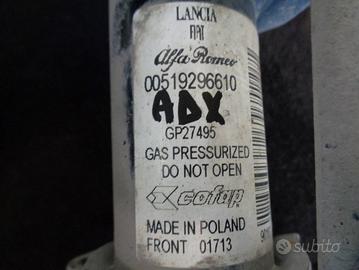 LANCIA
FIAT
Alfa Romeo
00519296610
ADX
GP27495
GAS PRESSURIZED
DO NOT OPEN
cofap
MADE IN POLAND
FRONT 01713
subito